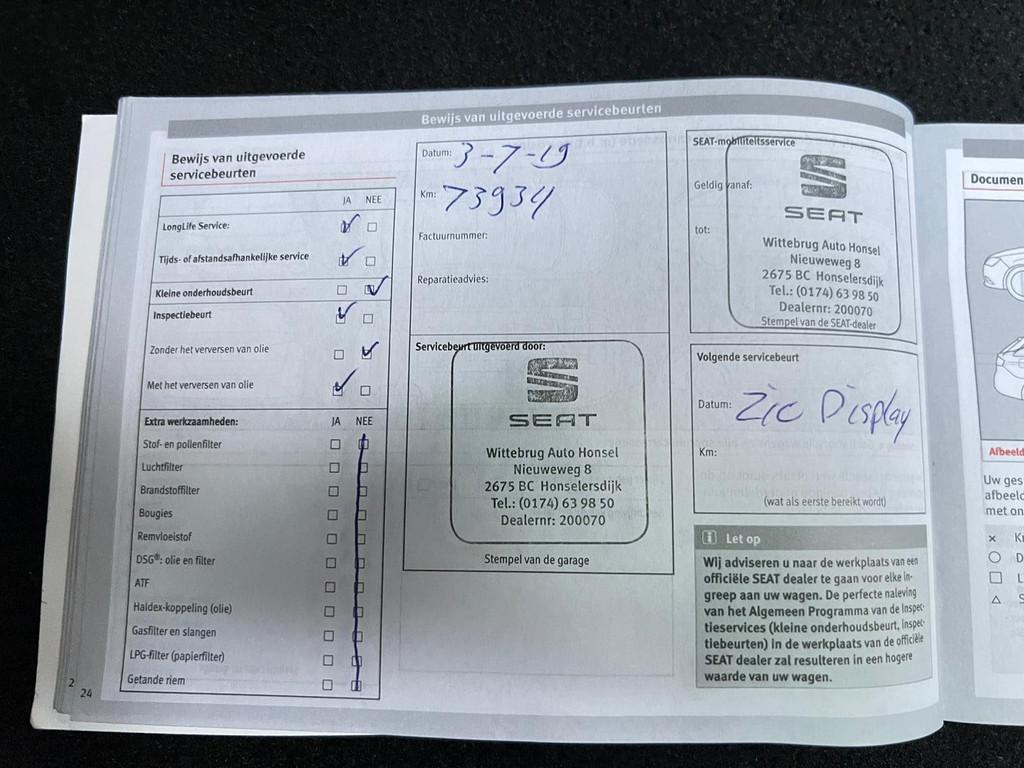 Bewijs van uitgevoerde servicebeurten
Bewijs van uitgevoerde
servicebeurten
JA NEE
LongLife Service:
Tijds- of afstandsafhankelijke service
Kleine onderhoudsbeurt
Inspectiebeurt
Zonder het verversen van olie
Met het verversen van olie
Extra werkzaamheden: JA NEE
Stof- en pollenfilter
Luchtfilter
Brandstoffilter
Bougies
Remvloeistof
DSG®: olie en filter
ATF
Haldex-koppeling (olie)
Gasfilter en slangen
LPG-filter (papierfilter)
Getande riem
2
24
Datum: 3-7-19
Km: 73934
Factuurnummer:
Reparatieadvies:
Servicebeurt uitgevoerd door:
SEAT
Wittebrug Auto Honsel
Nieuweweg 8
2675 BC Honselersdijk
Tel.: (0174) 63 98 50
Dealernr: 200070
Stempel van de garage
SEAT-mobiliteitsservice
Geldig vanaf:
tot:
SEAT
Wittebrug Auto Honsel
Nieuweweg 8
2675 BC Honselersdijk
Tel.: (0174) 63 98 50
Dealernr: 200070
Stempel van de SEAT-dealer
Volgende servicebeurt
Datum: Zie Display
Km:
(wat als eerste bereikt wordt)
i Let op
Wij adviseren u naar de werkplaats van een
officiële SEAT dealer te gaan voor elke in-
greep aan uw wagen. De perfecte naleving
van het Algemeen Programma van de Inspec-
tieservices (kleine onderhoudsbeurt, inspec-
tiebeurten) in de werkplaats van de officiële
SEAT dealer zal resulteren in een hogere
waarde van uw wagen.
Documen
Afbeeld
Uw ges
afbeeld
met on